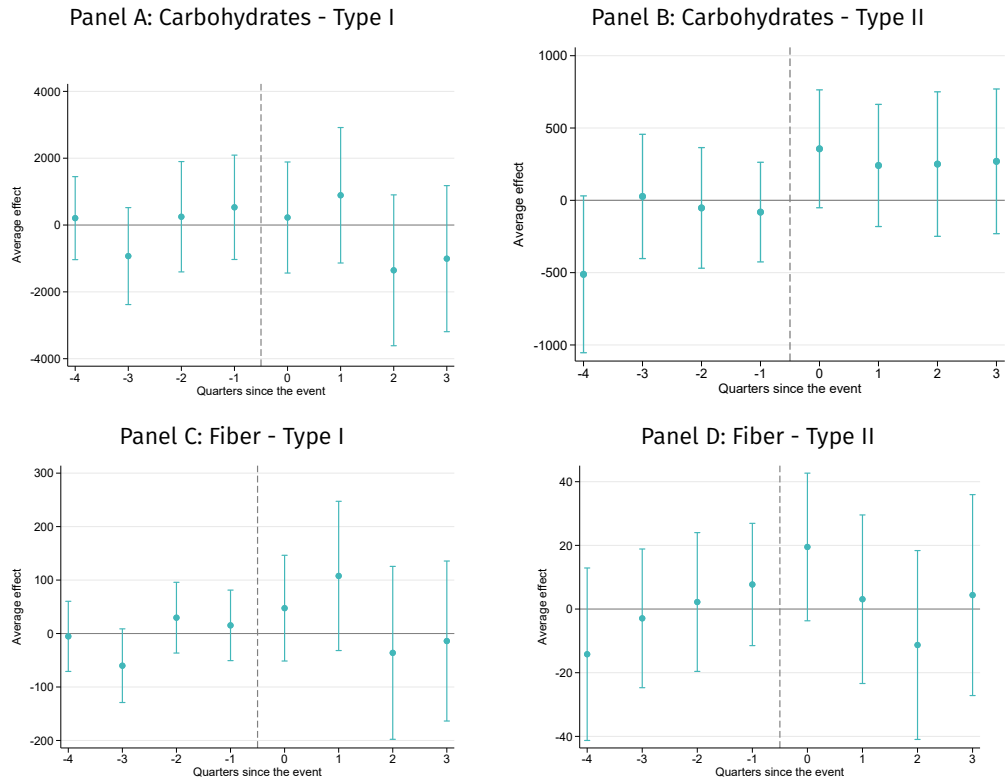 Panel A: Carbohydrates - Type I
4000
2000
0
-2000
-4000
Average effect
-4 -3 -2 -1 0 1 2 3
Quarters since the event
Panel B: Carbohydrates - Type II
1000
500
0
-500
-1000
Average effect
-4 -3 -2 -1 0 1 2 3
Quarters since the event
Panel C: Fiber - Type I
300
200
100
0
-100
-200
Average effect
-4 -3 -2 -1 0 1 2 3
Quarters since the event
Panel D: Fiber - Type II
40
20
0
-20
-40
Average effect
-4 -3 -2 -1 0 1 2 3
Quarters since the event